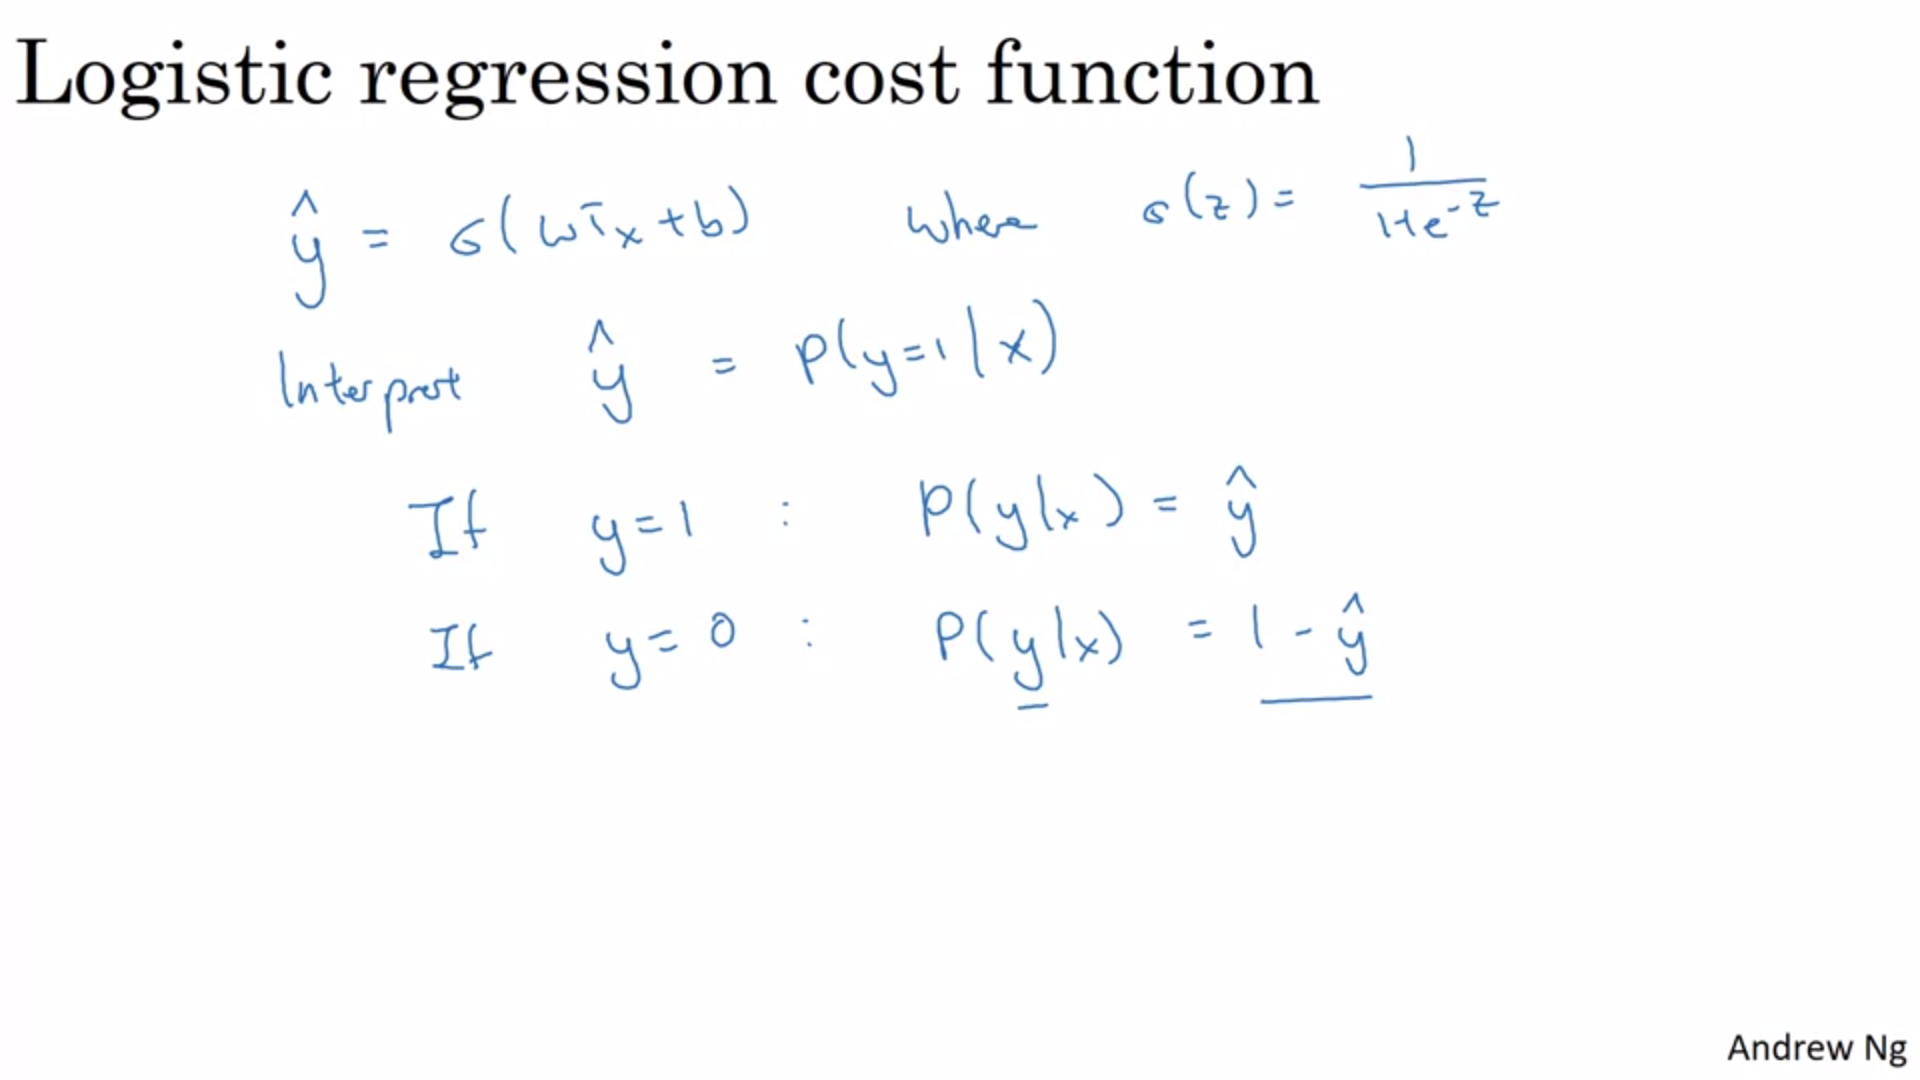 Logistic regression cost function
ŷ = σ(wᵀx + b) where σ(z) = 1/(1+e^-z)
Interpret ŷ = p(y=1|x)
If y=1 : p(y|x) = ŷ
If y=0 : p(y|x) = 1 - ŷ
Andrew Ng